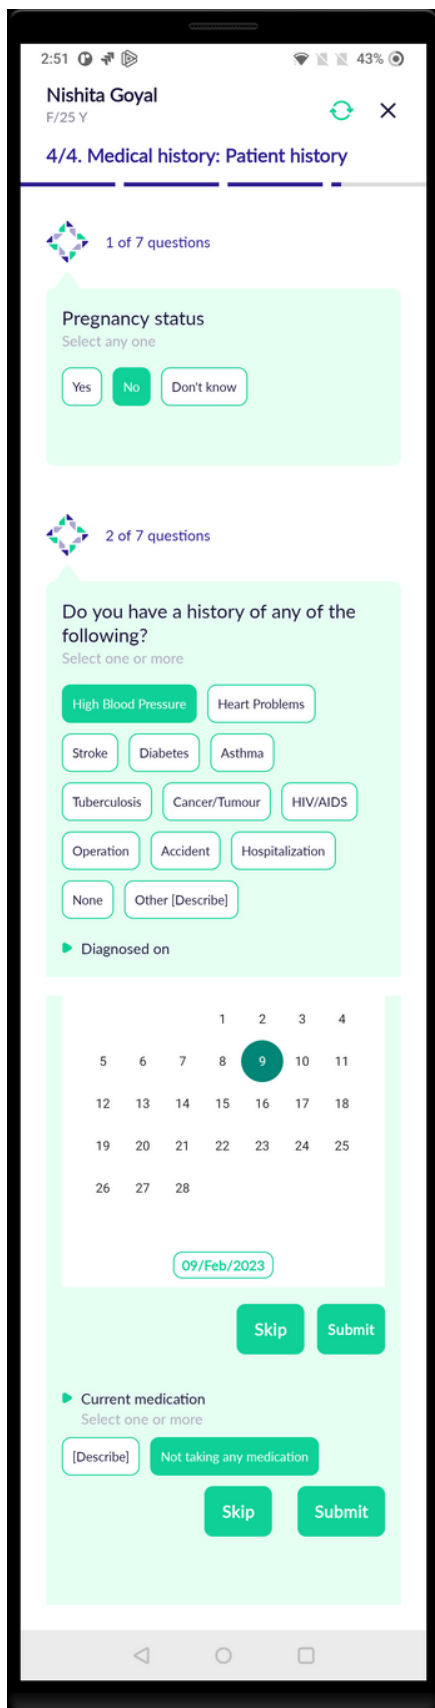 2:51 43%
Nishita Goyal
F/25 Y
4/4. Medical history: Patient history
1 of 7 questions
Pregnancy status
Select any one
Yes No Don't know
2 of 7 questions
Do you have a history of any of the
following?
Select one or more
High Blood Pressure Heart Problems
Stroke Diabetes Asthma
Tuberculosis Cancer/Tumour HIV/AIDS
Operation Accident Hospitalization
None Other [Describe]
Diagnosed on
1 2 3 4
5 6 7 8 9 10 11
12 13 14 15 16 17 18
19 20 21 22 23 24 25
26 27 28
09/Feb/2023
Skip Submit
Current medication
Select one or more
[Describe] Not taking any medication
Skip Submit